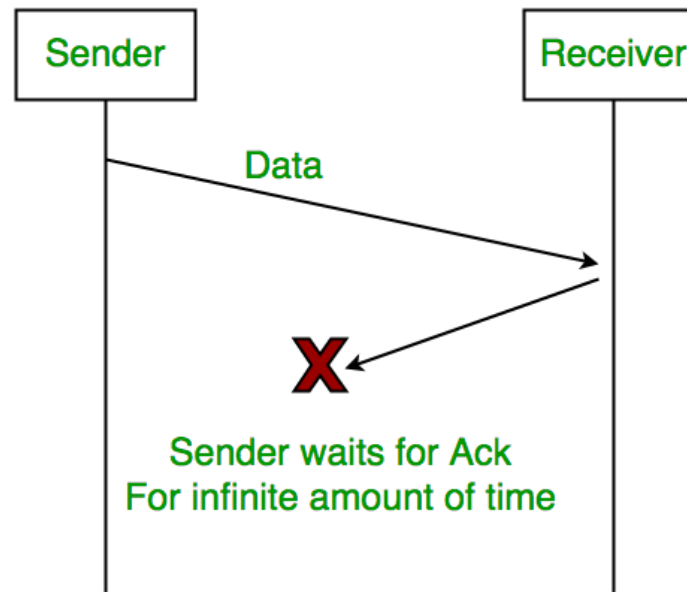 Sender
Receiver
Data
X
Sender waits for Ack
For infinite amount of time